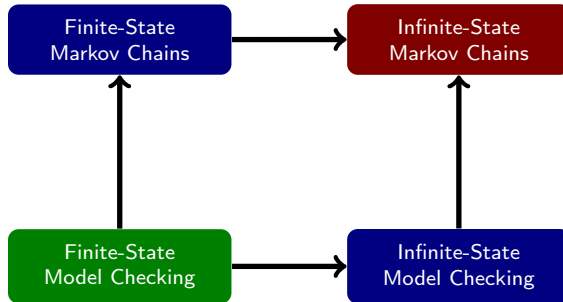 Finite-State
Markov Chains
Infinite-State
Markov Chains
Finite-State
Model Checking
Infinite-State
Model Checking